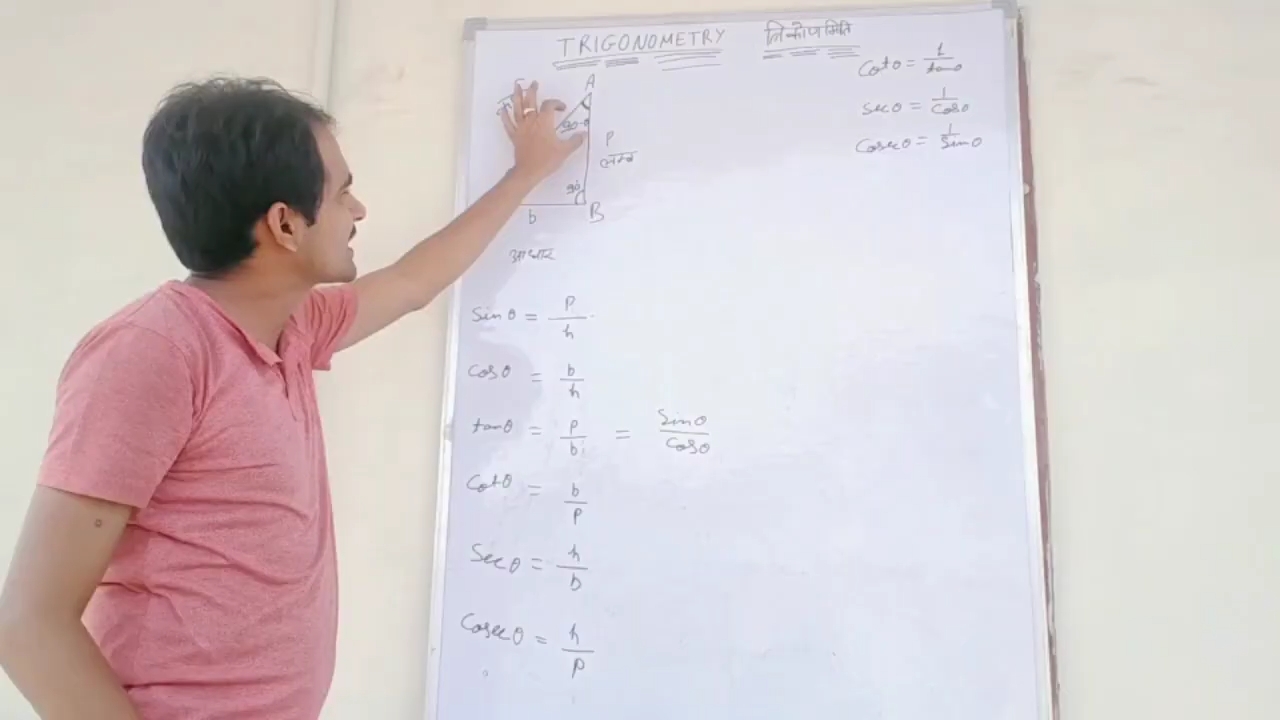 TRIGONOMETRY त्रिकोणमिति
A
90-θ
P
लम्ब
90°
b
B
आधार
Sinθ = P/h
Cosθ = b/h
tanθ = P/b = Sinθ/Cosθ
Cotθ = b/P
Secθ = h/b
Cosecθ = h/P
Cotθ = 1/tanθ
Secθ = 1/Cosθ
Cosecθ = 1/Sinθ